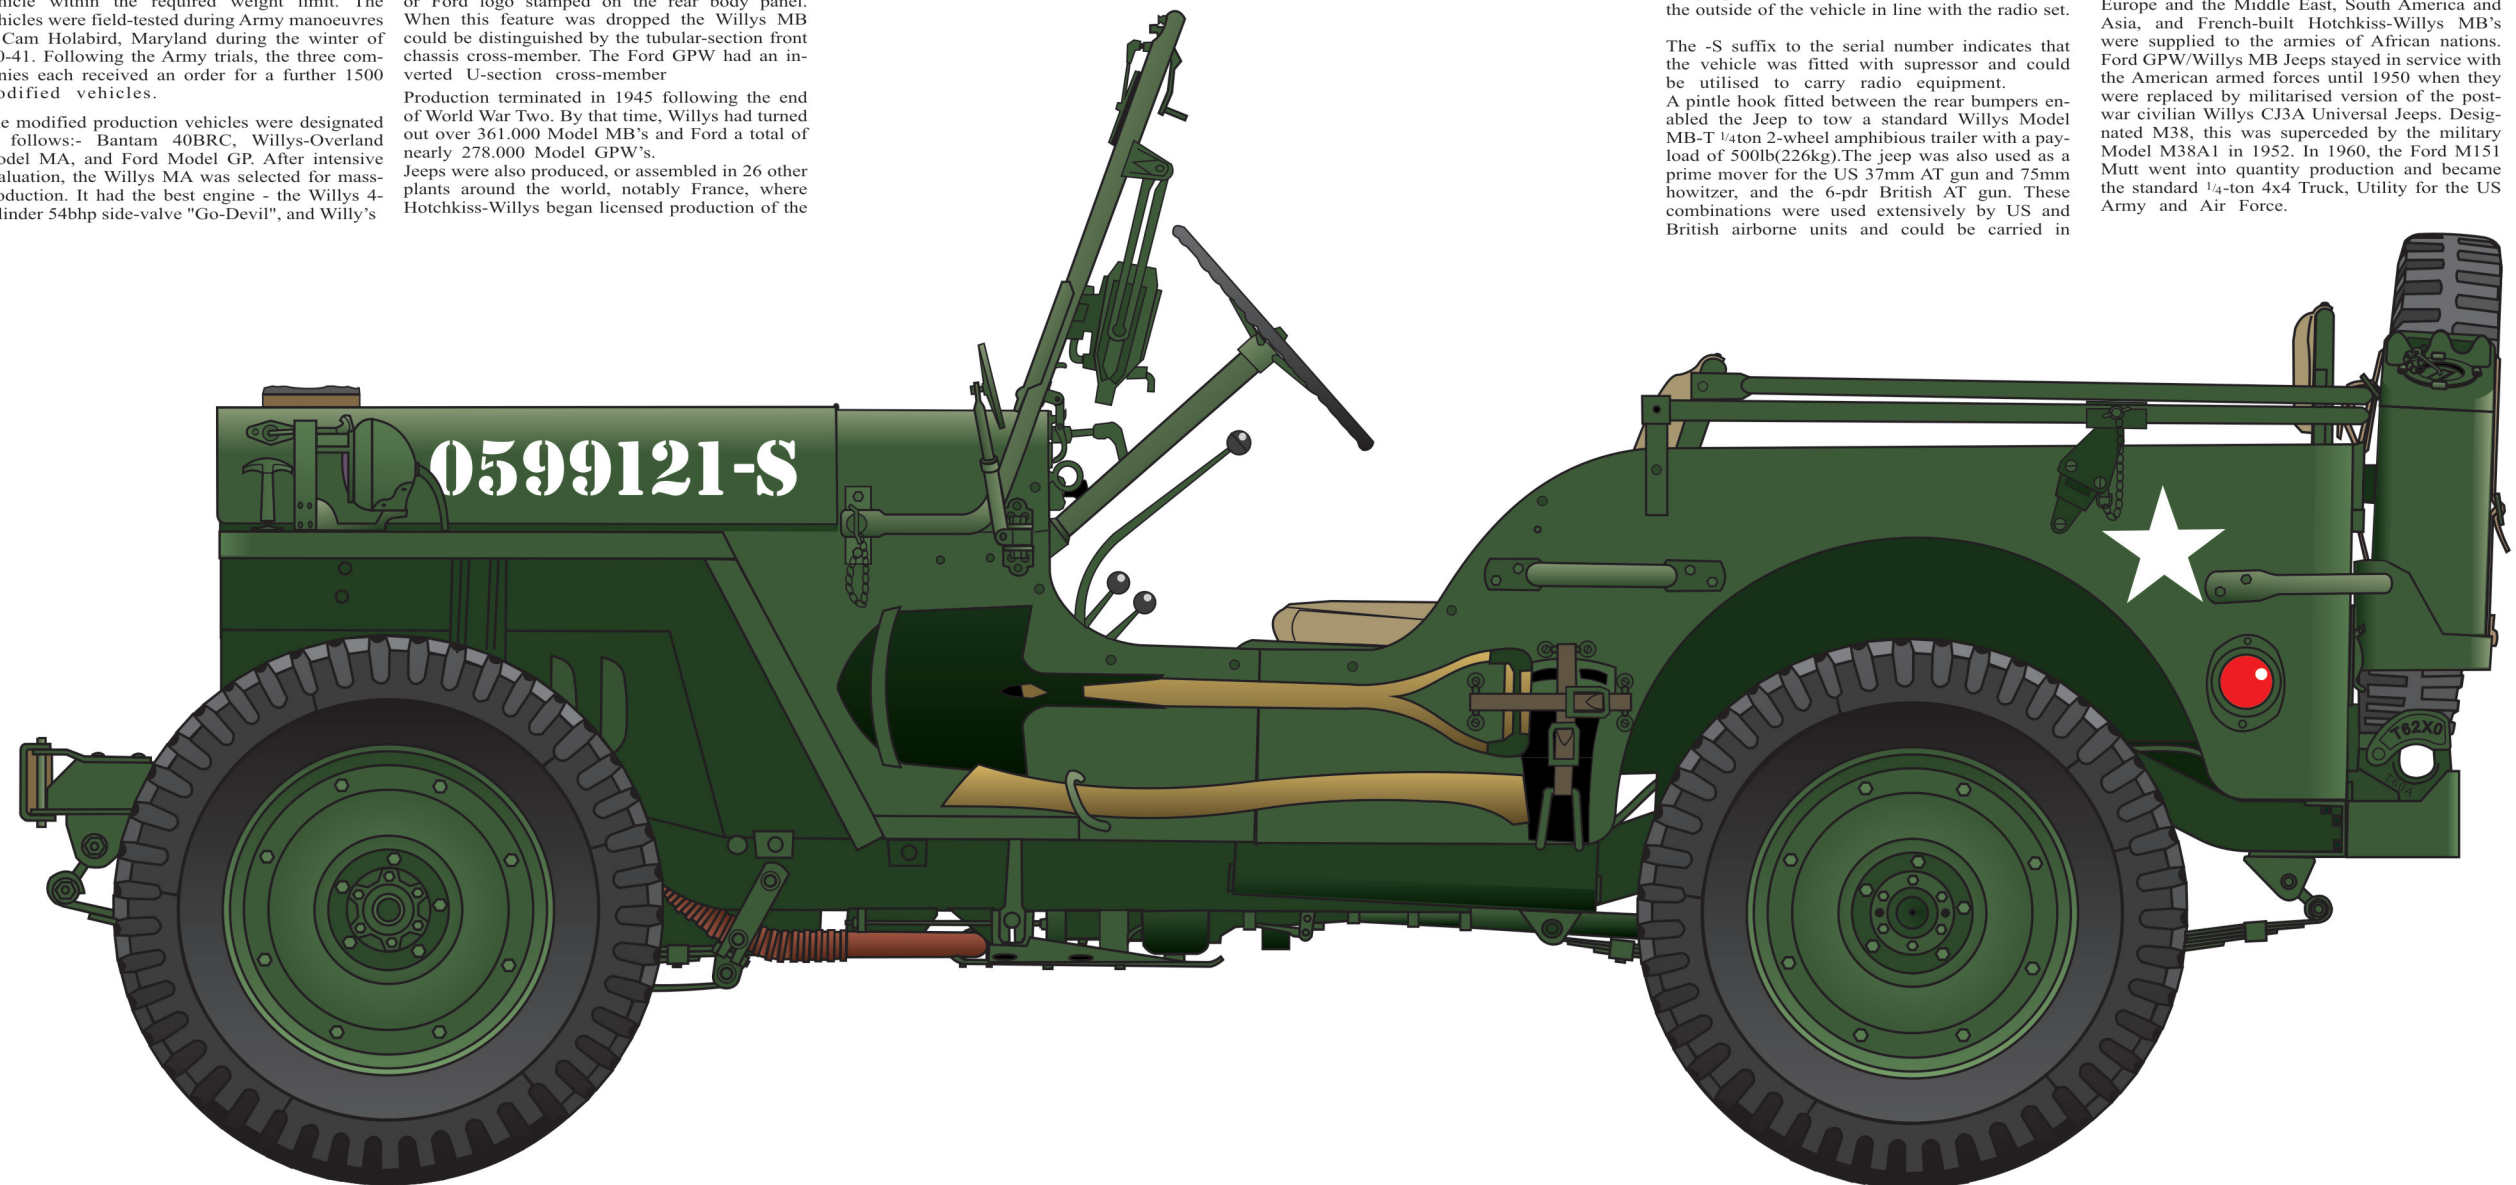 within the required weight limit. The
were field-tested during Army manoeuvres
Cam Holabird, Maryland during the winter of
-41. Following the Army trials, the three com-
each received an order for a further 1500
vehicles.
modified production vehicles were designated
follows:- Bantam 40BRC, Willys-Overland
MA, and Ford Model GP. After intensive
the Willys MA was selected for mass-
It had the best engine - the Willys 4-
54bhp side-valve "Go-Devil", and Willy's
or Ford logo stamped on the rear body panel.
When this feature was dropped the Willys MB
could be distinguished by the tubular-section front
chassis cross-member. The Ford GPW had an in-
verted U-section cross-member
Production terminated in 1945 following the end
of World War Two. By that time, Willys had turned
out over 361.000 Model MB's and Ford a total of
nearly 278.000 Model GPW's.
Jeeps were also produced, or assembled in 26 other
plants around the world, notably France, where
Hotchkiss-Willys began licensed production of the
the outside of the vehicle in line with the radio set.
The -S suffix to the serial number indicates that
the vehicle was fitted with supressor and could
be utilised to carry radio equipment.
A pintle hook fitted between the rear bumpers en-
abled the Jeep to tow a standard Willys Model
MB-T 1/4ton 2-wheel amphibious trailer with a pay-
load of 500lb(226kg).The jeep was also used as a
prime mover for the US 37mm AT gun and 75mm
howitzer, and the 6-pdr British AT gun. These
combinations were used extensively by US and
British airborne units and could be carried in
Europe and the Middle East, South America and
Asia, and French-built Hotchkiss-Willys MB's
were supplied to the armies of African nations.
Ford GPW/Willys MB Jeeps stayed in service with
the American armed forces until 1950 when they
were replaced by militarised version of the post-
war civilian Willys CJ3A Universal Jeeps. Desig-
nated M38, this was superceded by the military
Model M38A1 in 1952. In 1960, the Ford M151
Mutt went into quantity production and became
the standard 1/4-ton 4x4 Truck, Utility for the US
Army and Air Force.
0599121-S
T62X0
T60A